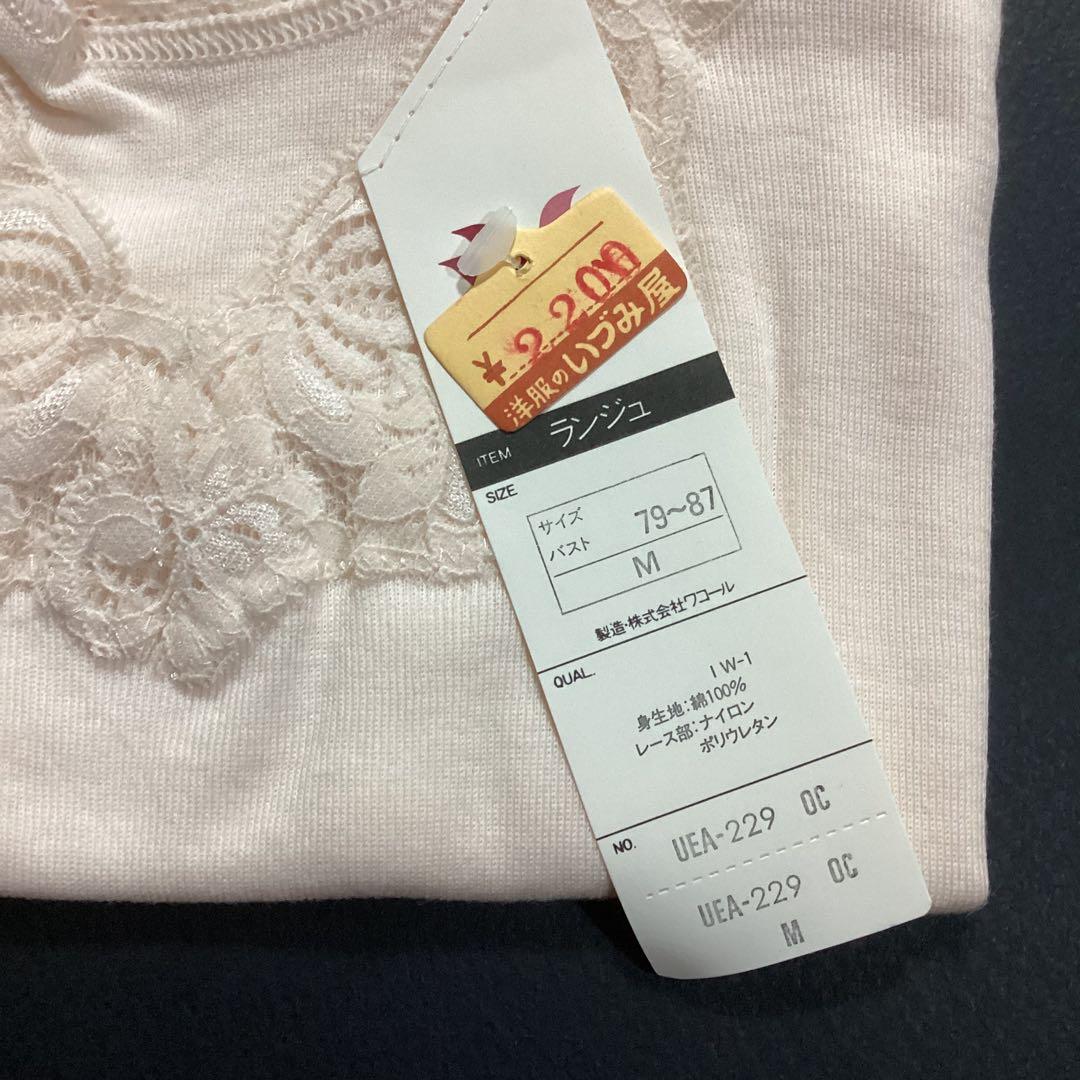 ¥2200
洋服のいづみ屋
ITEM ランジュ
SIZE
サイズ
バスト 79~87
M
製造・株式会社ワコール
QUAL.
IW-1
身生地:綿100%
レース部:ナイロン
ポリウレタン
NO. UEA-229 OC
UEA-229 OC
M